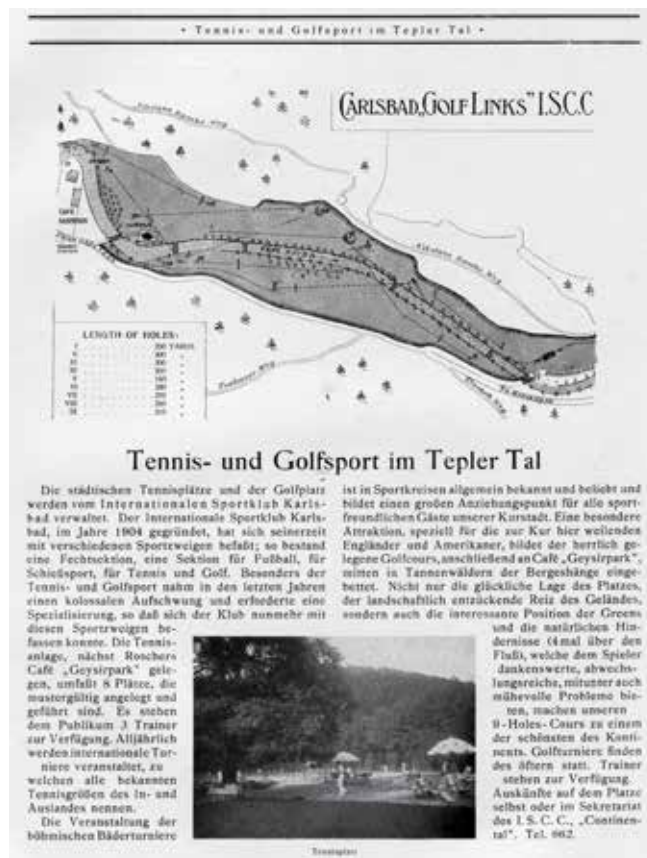 • Tennis- und Golfsport im Tepler Tal •
CARLSBAD „GOLF LINKS" I.S.C.C
LENGTH OF HOLES:
Tennis- und Golfsport im Tepler Tal
Die städtischen Tennisplätze und der Golfplatz
werden vom Internationalen Sportklub Karls-
bad verwaltet. Der Internationale Sportklub Karls-
bad, im Jahre 1904 gegründet, hat sich seinerzeit
mit verschiedenen Sportzweigen befaßt; so bestand
eine Fechtsektion, eine Sektion für Fußball, für
Schießsport, für Tennis und Golf. Besonders der
Tennis- und Golfsport nahm in den letzten Jahren
einen kolossalen Aufschwung und erforderte eine
Spezialisierung, so daß sich der Klub nunmehr mit
diesen Sportzweigen be-
fassen konnte. Die Tennis-
anlage, nächst Roschers
Café „Geysirpark" gele-
gen, umfaßt 8 Plätze, die
mustergültig angelegt und
geführt sind. Es stehen
dem Publikum 3 Trainer
zur Verfügung. Alljährlich
werden internationale Tur-
niere veranstaltet, zu
welchen alle bekannten
Tennisgrößen des In- und
Auslandes nennen.
Die Veranstaltung der
böhmischen Bäderturniere
ist in Sportkreisen allgemein bekannt und beliebt und
bildet einen großen Anziehungspunkt für alle sport-
freundlichen Gäste unserer Kurstadt. Eine besondere
Attraktion, speziell für die zur Kur hier weilenden
Engländer und Amerikaner, bildet der herrlich ge-
legene Golfcours, anschließend an Café „Geysirpark",
mitten in Tannenwäldern der Bergeshänge einge-
bettet. Nicht nur die glückliche Lage des Platzes,
der landschaftlich entzückende Reiz des Geländes,
sondern auch die interessante Position der Greens
und die natürlichen Hin-
dernisse (4mal über den
Fluß), welche dem Spieler
dankenswerte, abwechs-
lungsreiche, mitunter auch
mühevolle Probleme bie-
ten, machen unseren
9-Holes-Cours zu einem
der schönsten des Konti-
nents. Golfturniere finden
des öftern statt. Trainer
stehen zur Verfügung.
Auskünfte auf dem Platze
selbst oder im Sekretariat
des I. S. C. C., „Continen-
tal". Tel. 662.
Tennisplatz